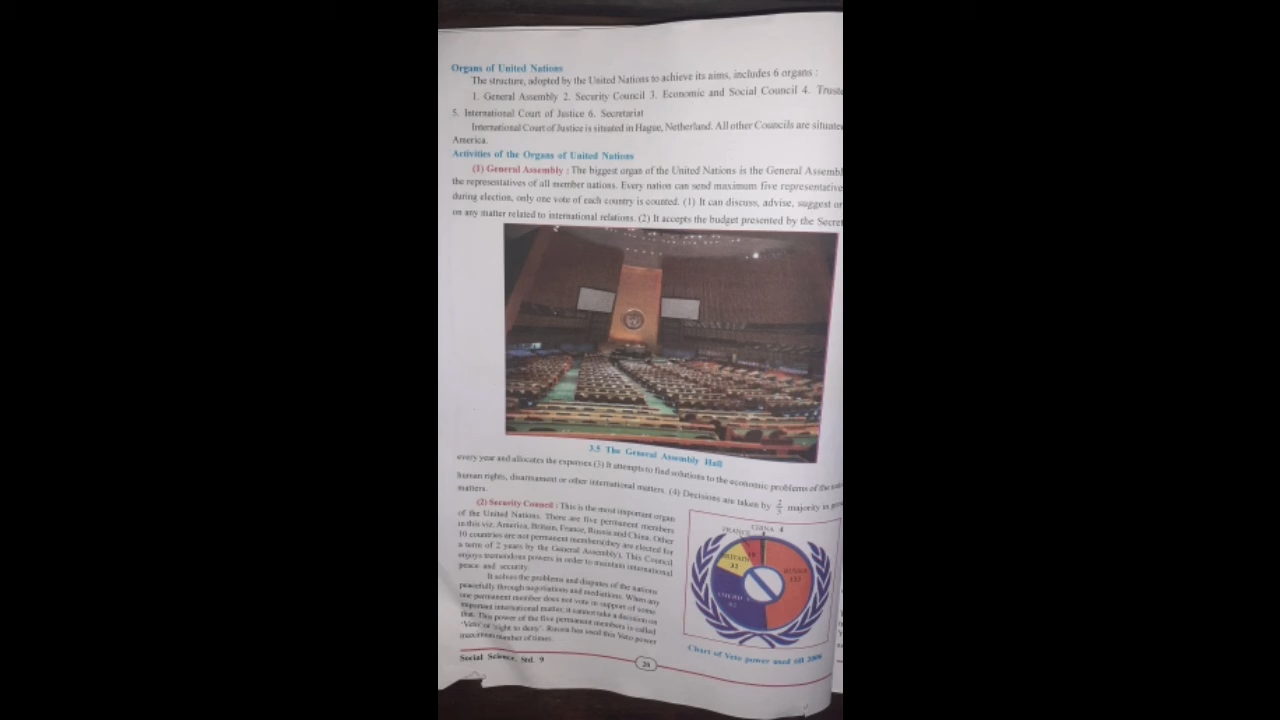 Organs of United Nations
The structure, adopted by the United Nations to achieve its aims, includes 6 organs :
1. General Assembly 2. Security Council 3. Economic and Social Council 4. Truste
5. International Court of Justice 6. Secretariat
International Court of Justice is situated in Hague, Netherland. All other Councils are situate
America.
Activities of the Organs of United Nations
(1) General Assembly : The biggest organ of the United Nations is the General Assembl
the representatives of all member nations. Every nation can send maximum five representative
during election, only one vote of each country is counted. (1) It can discuss, advise, suggest or
on any matter related to international relations. (2) It accepts the budget presented by the Secret
3.5 The General Assembly Hall
every year and allocates the expenses (3) It attempts to find solutions to the economic problems of the
human rights, disarmament or other international matters. (4) Decisions are taken by 2/3 majority in
matters.
(2) Security Council : This is the most important organ
of the United Nations. There are five permanent members
in this viz. America, Britain, France, Russia and China. Other
10 countries are not permanent members(they are elected for
a term of 2 years by the General Assembly). This Council
enjoys tremendous powers in order to maintain international
peace and security.
It solves the problems and disputes of the nations
peacefully through negotiations and mediations. When any
one permanent member does not vote in support of some
important international matter, it cannot take a decision on
that. This power of the five permanent members is called
'Veto' or 'right to deny'. Russia has used this Veto power
maximum number of times.
CHINA 4
FRANCE
18
BRITAIN
32
RUSSIA
AMERICA
Chart of Veto power used till 2006
Social Science, Std. 9